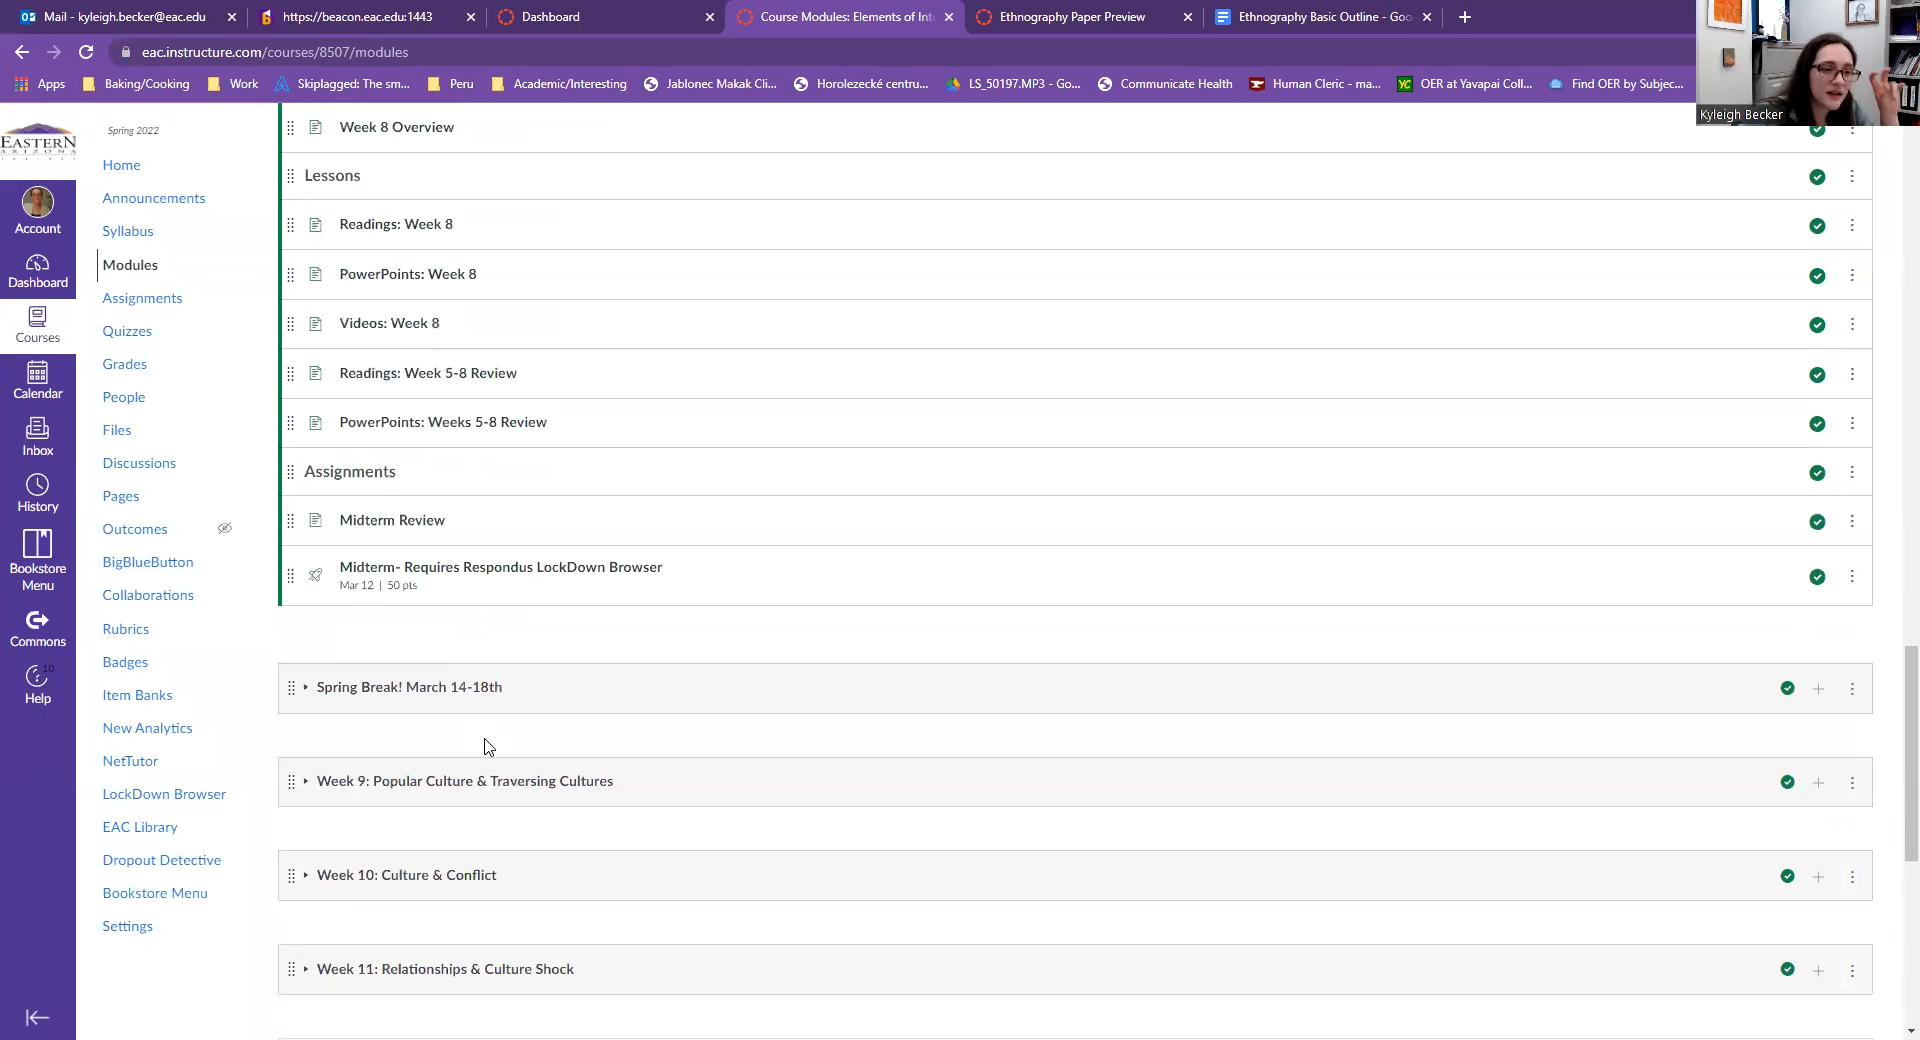 Mail - kyleigh.becker@eac.edu
https://beacon.eac.edu:1443
Dashboard
Course Modules: Elements of Int
Ethnography Paper Preview
Ethnography Basic Outline - Goo
eac.instructure.com/courses/8507/modules
Apps
Baking/Cooking
Work
Skiplagged: The sm...
Peru
Academic/Interesting
Jablonec Makak Cli...
Horolezecké centru...
LS_50197.MP3 - Go...
Communicate Health
Human Cleric - ma...
YC
OER at Yavapai Coll...
Find OER by Subjec...
Kyleigh Becker
EASTERN
ARIZONA
Account
Dashboard
Courses
Calendar
Inbox
History
Bookstore
Menu
Commons
10
Help
Spring 2022
Home
Announcements
Syllabus
Modules
Assignments
Quizzes
Grades
People
Files
Discussions
Pages
Outcomes
BigBlueButton
Collaborations
Rubrics
Badges
Item Banks
New Analytics
NetTutor
LockDown Browser
EAC Library
Dropout Detective
Bookstore Menu
Settings
Week 8 Overview
Lessons
Readings: Week 8
PowerPoints: Week 8
Videos: Week 8
Readings: Week 5-8 Review
PowerPoints: Weeks 5-8 Review
Assignments
Midterm Review
Midterm- Requires Respondus LockDown Browser
Mar 12 | 50 pts
Spring Break! March 14-18th
Week 9: Popular Culture & Traversing Cultures
Week 10: Culture & Conflict
Week 11: Relationships & Culture Shock